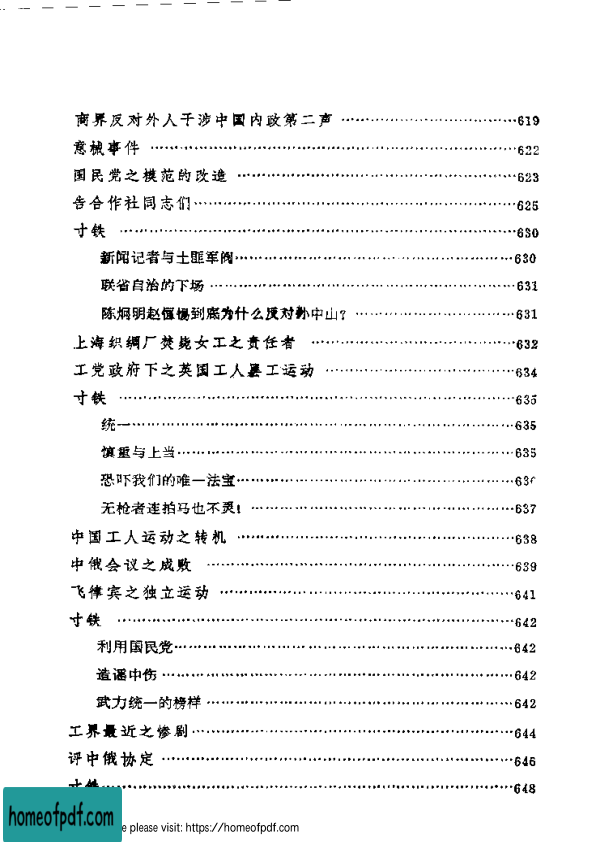 商界反对外人干涉中国内政第二声 ……………………………619
意械事件 ……………………………………………………622
国民党之模范的改造 …………………………………………623
告合作社同志们………………………………………………625
寸铁 …………………………………………………………630
新闻记者与土匪军阀…………………………………………630
联省自治的下场 ……………………………………………631
陈炯明赵恒惕到底为什么反对孙中山? ………………………631
上海织绸厂焚毙女工之责任者 ………………………………632
工党政府下之英国工人罢工运动 ……………………………634
寸铁 …………………………………………………………635
统一……………………………………………………………635
慎重与上当……………………………………………………635
恐吓我们的唯一法宝…………………………………………636
无枪者连拍马也不灵! ………………………………………637
中国工人运动之转机 …………………………………………638
中俄会议之成败 ……………………………………………639
飞律宾之独立运动 …………………………………………641
寸铁 …………………………………………………………642
利用国民党……………………………………………………642
造谣中伤 ……………………………………………………642
武力统一的榜样 ……………………………………………642
工界最近之惨剧………………………………………………644
评中俄协定 …………………………………………………646
寸铁……………………………………………………………648
homeofpdf.com
e please visit: https://homeofpdf.com